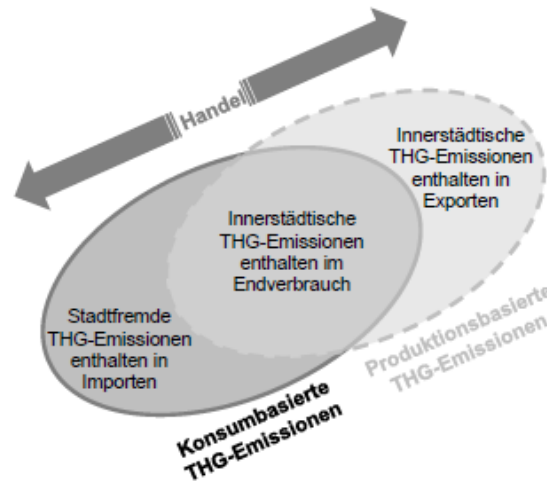 Handel
Innerstädtische
THG-Emissionen
enthalten in
Exporten
Innerstädtische
THG-Emissionen
enthalten im
Endverbrauch
Stadtfremde
THG-Emissionen
enthalten in
Importen
Produktionsbasierte
THG-Emissionen
Konsumbasierte
THG-Emissionen